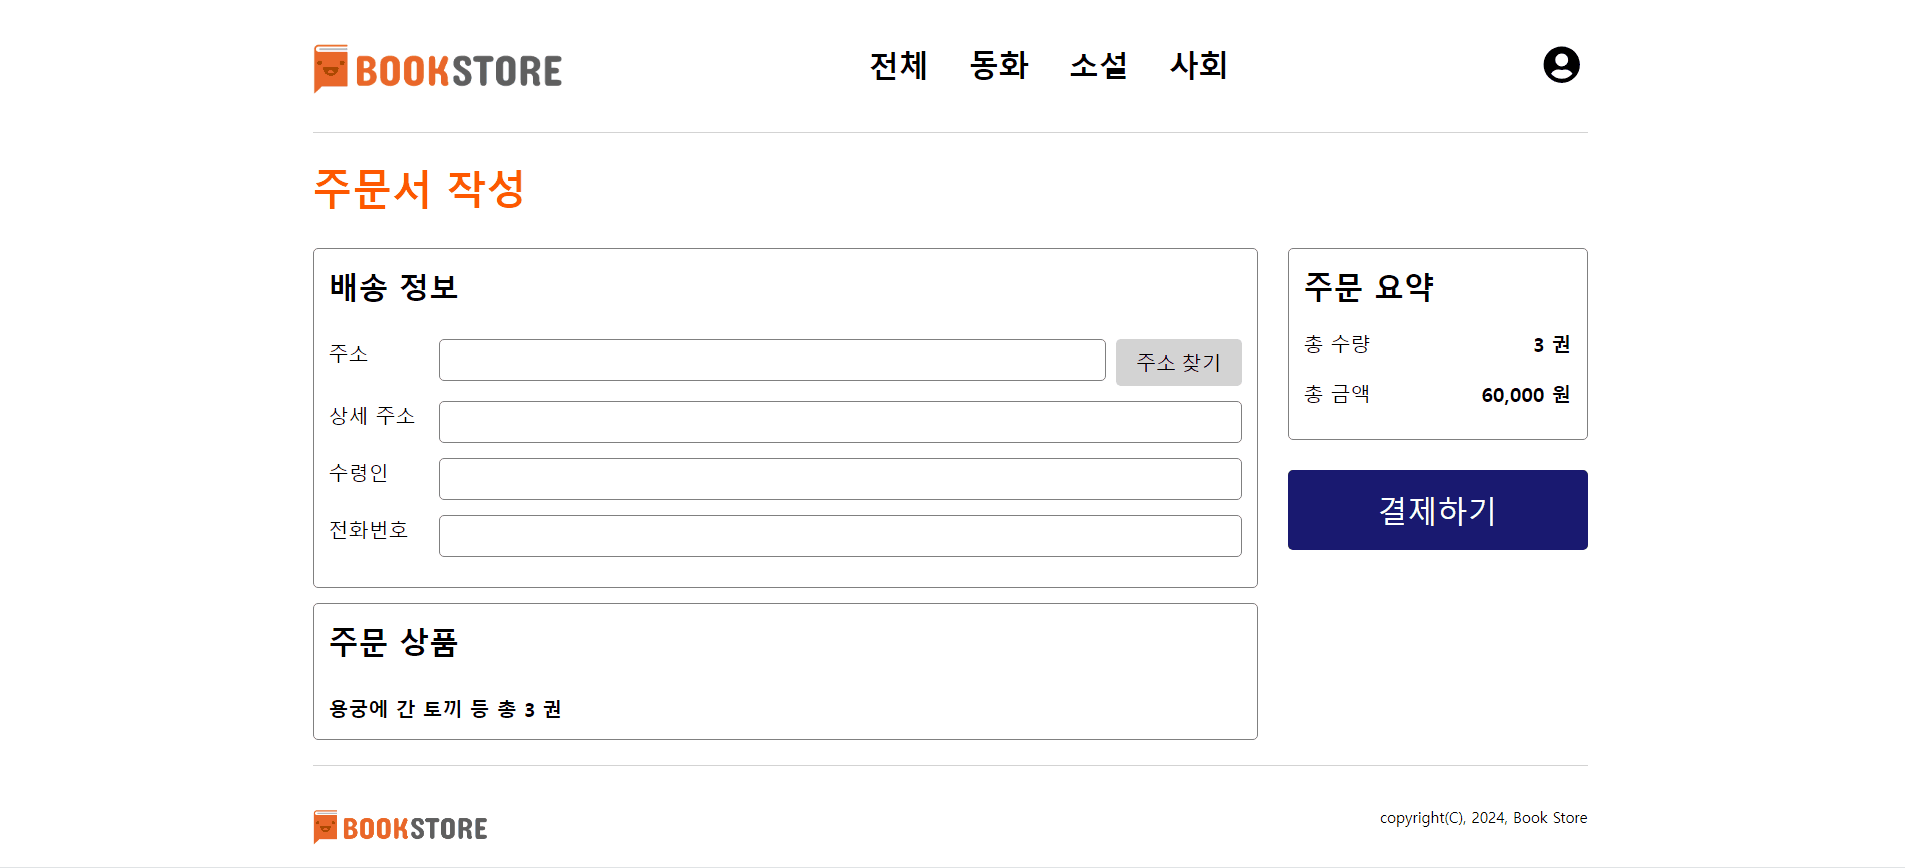 BOOKSTORE
전체 동화 소설 사회
주문서 작성
배송 정보
주소
주소 찾기
상세 주소
수령인
전화번호
주문 요약
총 수량 3 권
총 금액 60,000 원
결제하기
주문 상품
용궁에 간 토끼 등 총 3 권
BOOKSTORE
copyright(C), 2024, Book Store